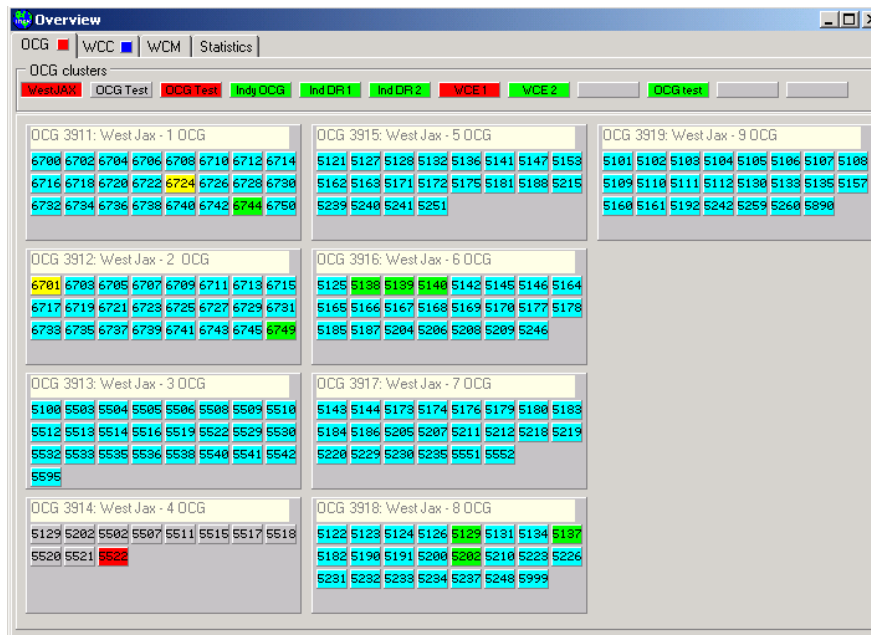 Overview
OCG WCC WCM Statistics
OCG clusters
WestJAX OCG Test OCG Test Indy OCG Ind DR 1 Ind DR 2 WCE 1 WCE 2 OCG test
OCG 3911: West Jax - 1 OCG
6700 6702 6704 6706 6708 6710 6712 6714
6716 6718 6720 6722 6724 6726 6728 6730
6732 6734 6736 6738 6740 6742 6744 6750
OCG 3912: West Jax - 2 OCG
6701 6703 6705 6707 6709 6711 6713 6715
6717 6719 6721 6723 6725 6727 6729 6731
6733 6735 6737 6739 6741 6743 6745 6749
OCG 3913: West Jax - 3 OCG
5100 5503 5504 5505 5506 5508 5509 5510
5512 5513 5514 5516 5519 5522 5529 5530
5532 5533 5535 5536 5538 5540 5541 5542
5595
OCG 3914: West Jax - 4 OCG
5129 5202 5502 5507 5511 5515 5517 5518
5520 5521 5522
OCG 3915: West Jax - 5 OCG
5121 5127 5128 5132 5136 5141 5147 5153
5162 5163 5171 5172 5175 5181 5188 5215
5239 5240 5241 5251
OCG 3916: West Jax - 6 OCG
5125 5138 5139 5140 5142 5145 5146 5164
5165 5166 5167 5168 5169 5170 5177 5178
5185 5187 5204 5206 5208 5209 5246
OCG 3917: West Jax - 7 OCG
5143 5144 5173 5174 5176 5179 5180 5183
5184 5186 5205 5207 5211 5212 5218 5219
5220 5229 5230 5235 5551 5552
OCG 3918: West Jax - 8 OCG
5122 5123 5124 5126 5129 5131 5134 5137
5182 5190 5191 5200 5202 5210 5223 5226
5231 5232 5233 5234 5237 5248 5999
OCG 3919: West Jax - 9 OCG
5101 5102 5103 5104 5105 5106 5107 5108
5109 5110 5111 5112 5130 5133 5135 5157
5160 5161 5192 5242 5259 5260 5890